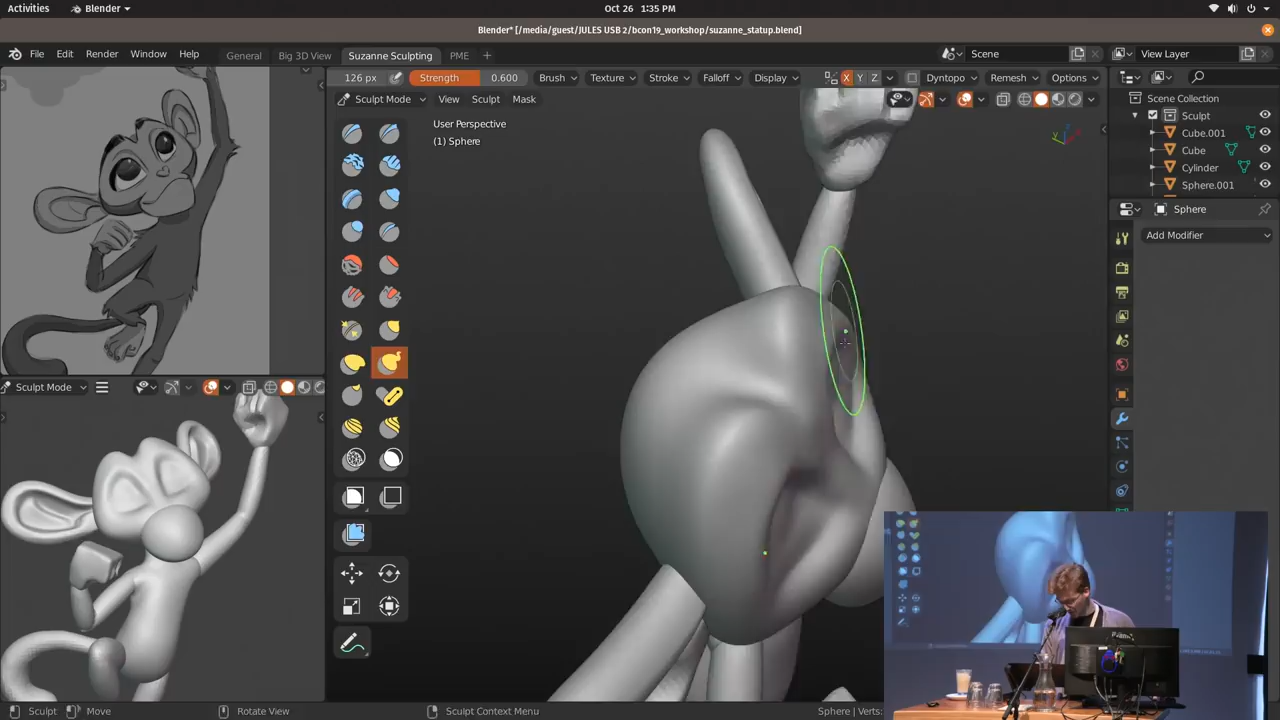 Activities Blender Oct 26 1:35 PM
Blender* [/media/guest/JULES USB 2/bcon19_workshop/suzanne_statup.blend]
File Edit Render Window Help General Big 3D View Suzanne Sculpting PME + Scene View Layer
126 px Strength 0.600 Brush Texture Stroke Falloff Display X Y Z Dyntopo Remesh Options
Sculpt Mode View Sculpt Mask
Scene Collection
Sculpt
Cube.001
Cube
Cylinder
Sphere.001
User Perspective
(1) Sphere
Sphere
Add Modifier
Sculpt Mode
Sculpt Move Rotate View Sculpt Context Menu Sphere | Verts: